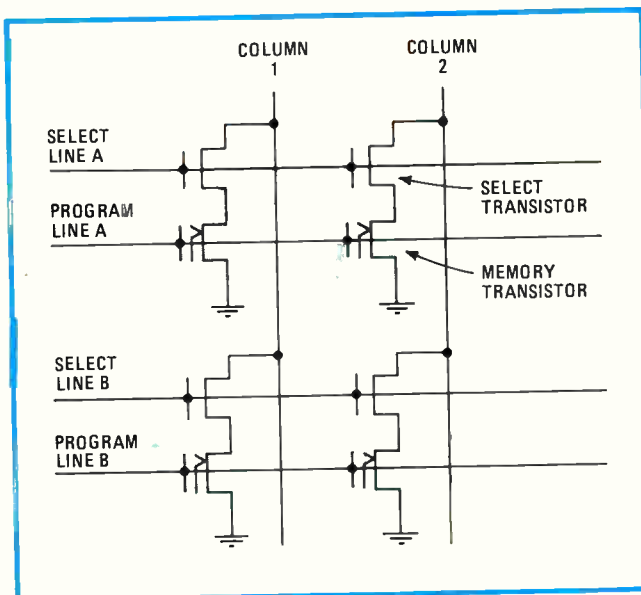 COLUMN
1
COLUMN
2
SELECT
LINE A
PROGRAM
LINE A
SELECT
TRANSISTOR
MEMORY
TRANSISTOR
SELECT
LINE B
PROGRAM
LINE B